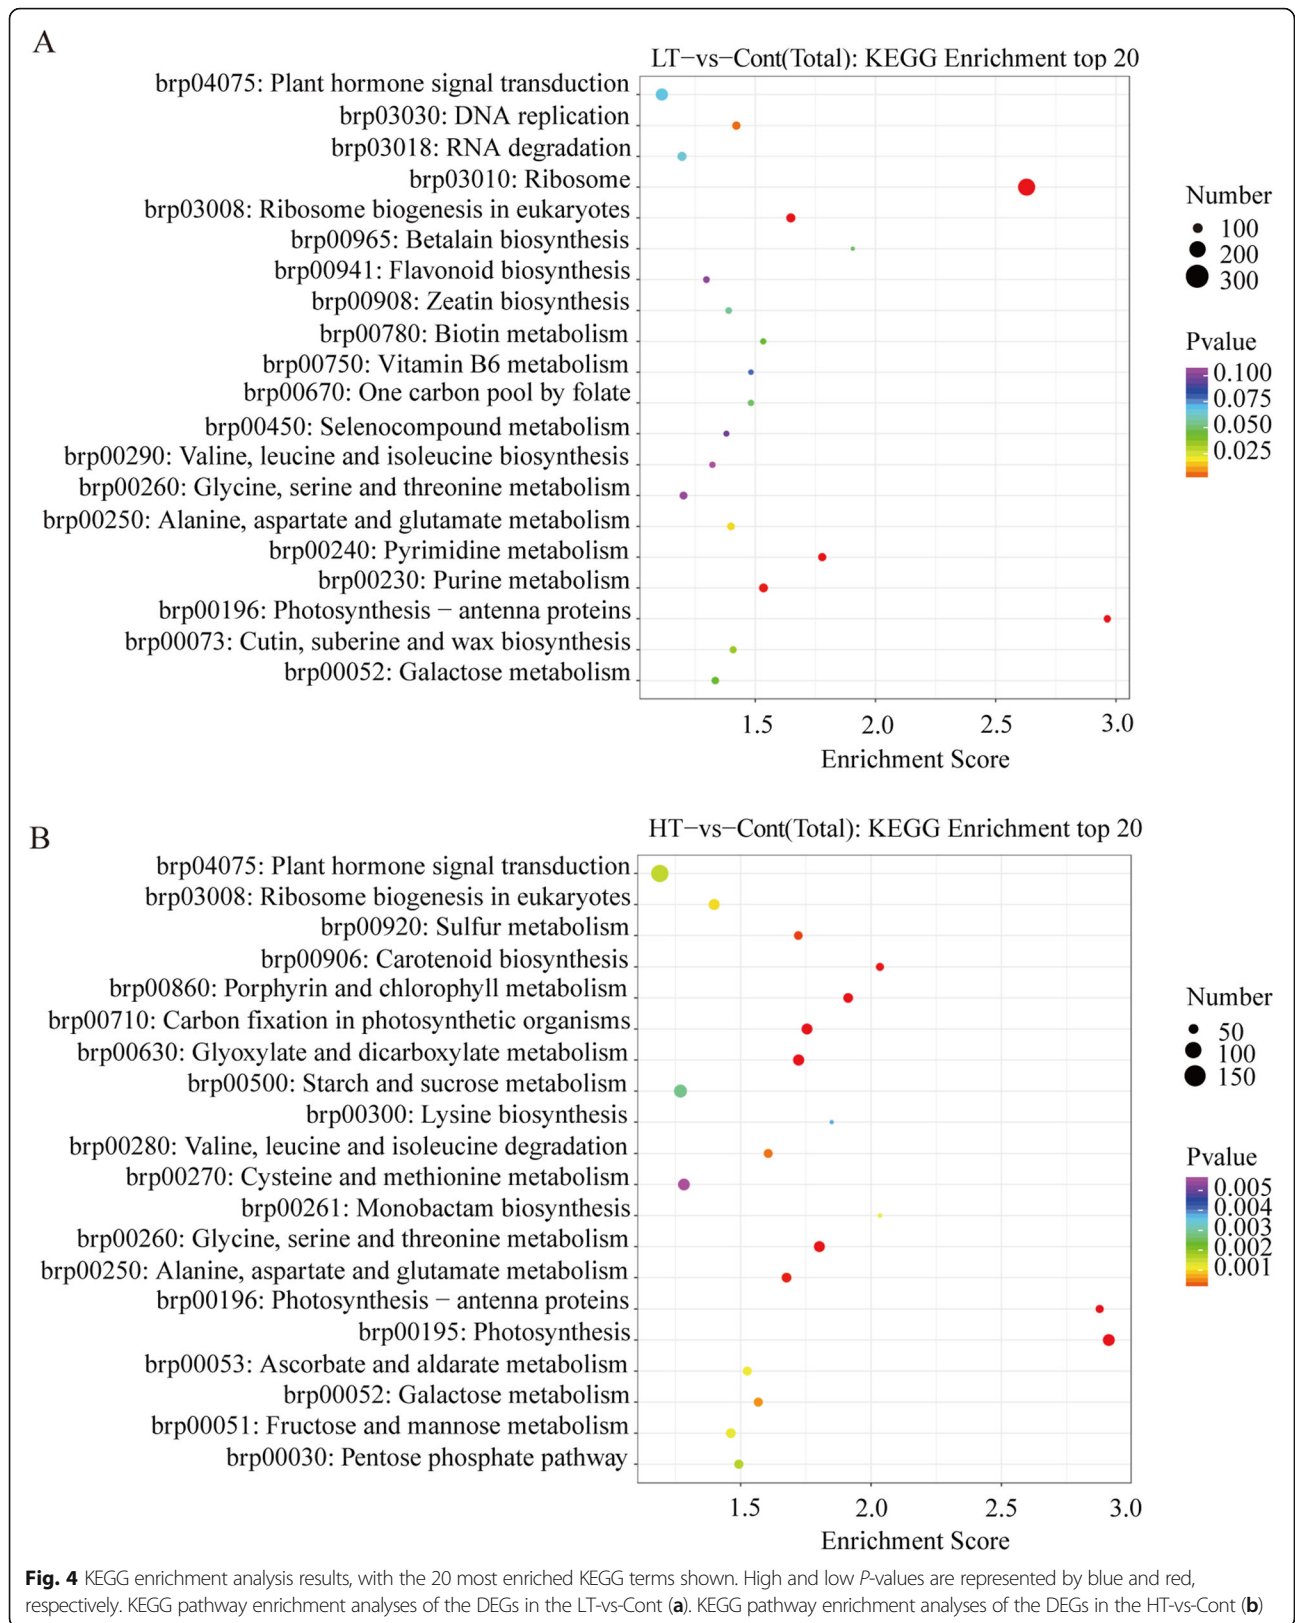 A
LT−vs−Cont(Total): KEGG Enrichment top 20
brp04075: Plant hormone signal transduction
brp03030: DNA replication
brp03018: RNA degradation
brp03010: Ribosome
brp03008: Ribosome biogenesis in eukaryotes
brp00965: Betalain biosynthesis
brp00941: Flavonoid biosynthesis
brp00908: Zeatin biosynthesis
brp00780: Biotin metabolism
brp00750: Vitamin B6 metabolism
brp00670: One carbon pool by folate
brp00450: Selenocompound metabolism
brp00290: Valine, leucine and isoleucine biosynthesis
brp00260: Glycine, serine and threonine metabolism
brp00250: Alanine, aspartate and glutamate metabolism
brp00240: Pyrimidine metabolism
brp00230: Purine metabolism
brp00196: Photosynthesis − antenna proteins
brp00073: Cutin, suberine and wax biosynthesis
brp00052: Galactose metabolism
1.5 2.0 2.5 3.0
Enrichment Score
Number
100
200
300
Pvalue
0.100
0.075
0.050
0.025
B
HT−vs−Cont(Total): KEGG Enrichment top 20
brp04075: Plant hormone signal transduction
brp03008: Ribosome biogenesis in eukaryotes
brp00920: Sulfur metabolism
brp00906: Carotenoid biosynthesis
brp00860: Porphyrin and chlorophyll metabolism
brp00710: Carbon fixation in photosynthetic organisms
brp00630: Glyoxylate and dicarboxylate metabolism
brp00500: Starch and sucrose metabolism
brp00300: Lysine biosynthesis
brp00280: Valine, leucine and isoleucine degradation
brp00270: Cysteine and methionine metabolism
brp00261: Monobactam biosynthesis
brp00260: Glycine, serine and threonine metabolism
brp00250: Alanine, aspartate and glutamate metabolism
brp00196: Photosynthesis − antenna proteins
brp00195: Photosynthesis
brp00053: Ascorbate and aldarate metabolism
brp00052: Galactose metabolism
brp00051: Fructose and mannose metabolism
brp00030: Pentose phosphate pathway
1.5 2.0 2.5 3.0
Enrichment Score
Number
50
100
150
Pvalue
0.005
0.004
0.003
0.002
0.001
Fig. 4 KEGG enrichment analysis results, with the 20 most enriched KEGG terms shown. High and low P-values are represented by blue and red,
respectively. KEGG pathway enrichment analyses of the DEGs in the LT-vs-Cont (a). KEGG pathway enrichment analyses of the DEGs in the HT-vs-Cont (b)